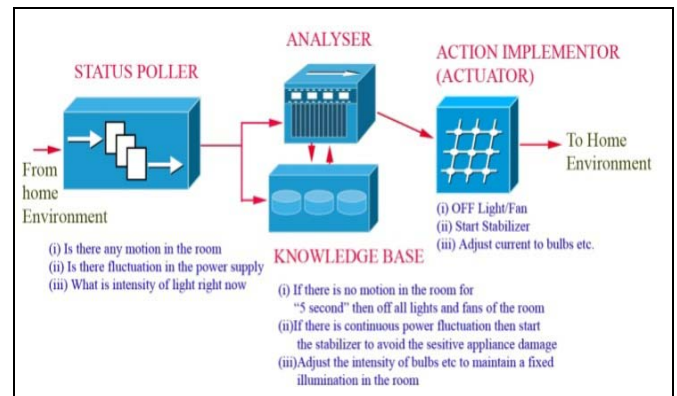 ANALYSER
STATUS POLLER
ACTION IMPLEMENTOR
(ACTUATOR)
From
home
Environment
To Home
Environment
(i) Is there any motion in the room
(ii) Is there fluctuation in the power supply
(iii) What is intensity of light right now
KNOWLEDGE BASE
(i) If there is no motion in the room for
“5 second” then off all lights and fans of the room
(ii)If there is continuous power fluctuation then start
the stabilizer to avoid the sesitive appliance damage
(iii)Adjust the intensity of bulbs etc to maintain a fixed
illumination in the room
(i) OFF Light/Fan
(ii) Start Stabilizer
(iii) Adjust current to bulbs etc.